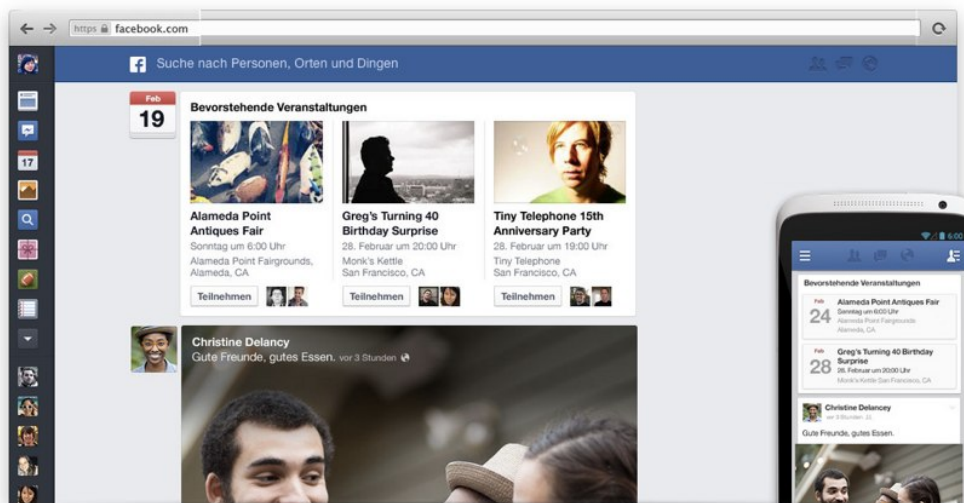 https facebook.com
f Suche nach Personen, Orten und Dingen
Feb
19
17
Bevorstehende Veranstaltungen
Alameda Point
Antiques Fair
Sonntag um 6:00 Uhr
Alameda Point Fairgrounds,
Alameda, CA
Teilnehmen
Greg's Turning 40
Birthday Surprise
28. Februar um 20:00 Uhr
Monk's Kettle
San Francisco, CA
Teilnehmen
Tiny Telephone 15th
Anniversary Party
28. Februar um 19:00 Uhr
Tiny Telephone
San Francisco, CA
Teilnehmen
Christine Delancy
Gute Freunde, gutes Essen. vor 3 Stunden
6:00
Bevorstehende Veranstaltungen
Feb
24
Alameda Point Antiques Fair
Sonntag um 6:00 Uhr
Alameda Point Fairgrounds
Alameda, CA
Feb
28
Greg's Turning 40 Birthday
Surprise
28. Februar um 20:00 Uhr
Monk's Kettle San Francisco, CA
Christine Delancey
vor 3 Stunden
Gute Freunde, gutes Essen.